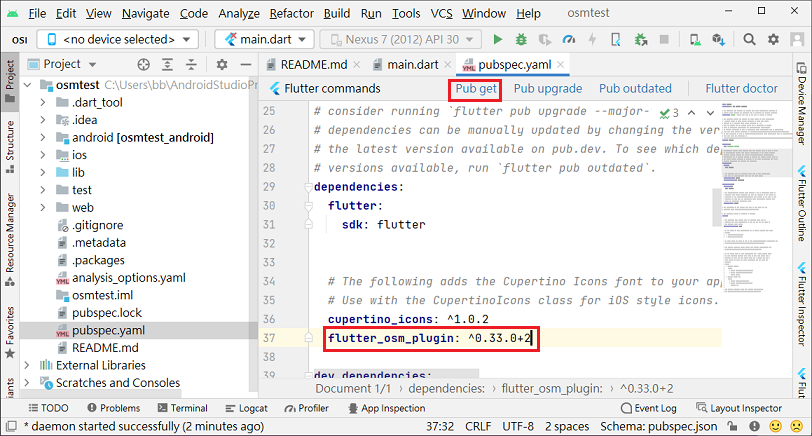 File Edit View Navigate Code Analyze Refactor Build Run Tools VCS Window Help osmtest
osı <no device selected> main.dart Nexus 7 (2012) API 30
Project README.md main.dart pubspec.yaml
Flutter commands Pub get Pub upgrade Pub outdated Flutter doctor
Project
Structure
Resource Manager
Favorites
iants
osmtest C:\Users\bb\AndroidStudioPr
.dart_tool
.idea
android [osmtest_android]
ios
lib
test
web
.gitignore
.metadata
.packages
analysis_options.yaml
osmtest.iml
pubspec.lock
pubspec.yaml
README.md
External Libraries
Scratches and Consoles
25 # consider running `flutter pub upgrade --major-
3
26 # dependencies can be manually updated by changing the ver
27 # the latest version available on pub.dev. To see which de
28 # versions available, run `flutter pub outdated`.
29 dependencies:
30 flutter:
31 sdk: flutter
32
33
34 # The following adds the Cupertino Icons font to your app
35 # Use with the CupertinoIcons class for iOS style icons.
36 cupertino_icons: ^1.0.2
37 flutter_osm_plugin: ^0.33.0+2
38
39 dev_dependencies:
Document 1/1 dependencies: flutter_osm_plugin: ^0.33.0+2
Device Manager
Flutter Outline
Flutter Inspector
Flutt
TODO Problems Terminal Logcat Profiler App Inspection Event Log Layout Inspector
* daemon started successfully (2 minutes ago) 37:32 CRLF UTF-8 2 spaces Schema: pubspec.json